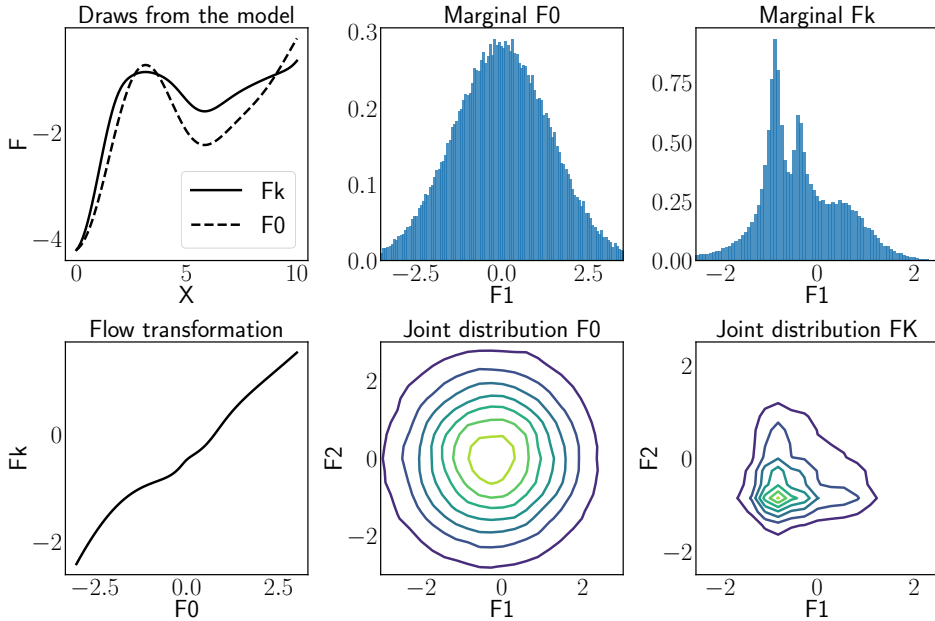 Draws from the model
F
−2
−4
Fk
F0
0
5
10
X
Marginal F0
0.3
0.2
0.1
0.0
−2.5
0.0
2.5
F1
Marginal Fk
0.75
0.50
0.25
0.00
−2
0
2
F1
Flow transformation
Fk
0
−2
−2.5
0.0
2.5
F0
Joint distribution F0
F2
2
0
−2
−2
0
2
F1
Joint distribution FK
F2
2
0
−2
−2
0
2
F1